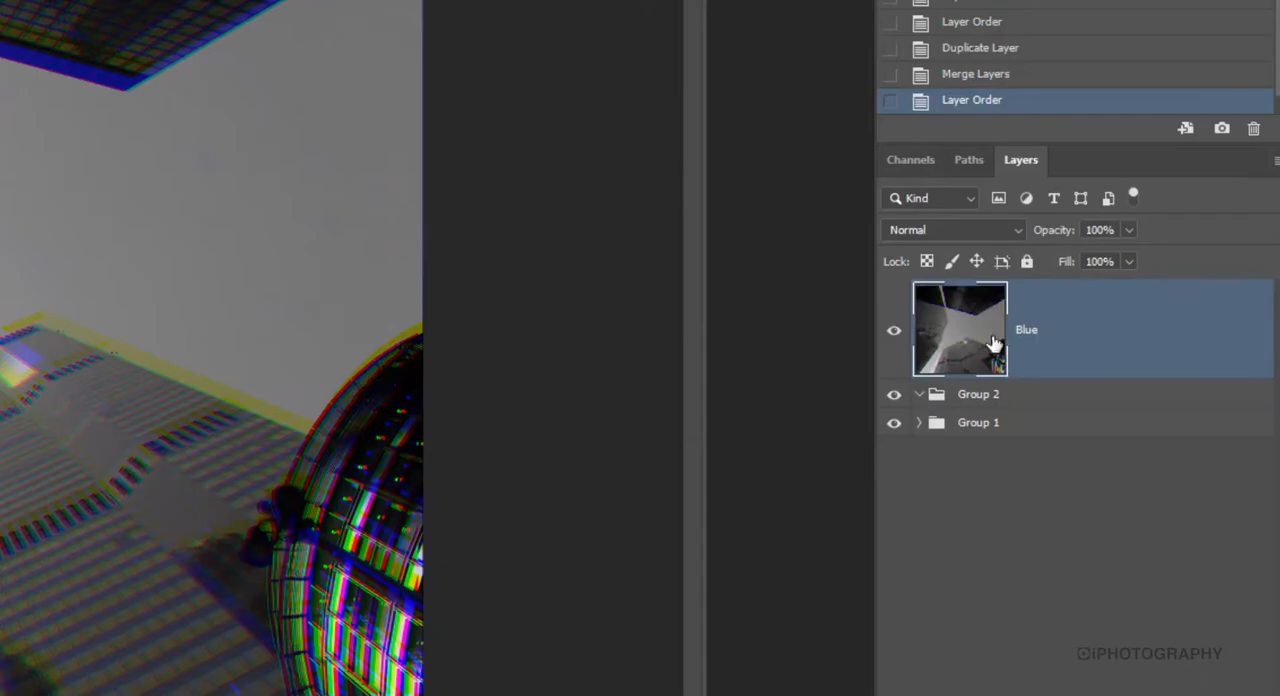 Layer Order
Duplicate Layer
Merge Layers
Layer Order
Channels Paths Layers
Kind
Normal Opacity: 100%
Lock: Fill: 100%
Blue
Group 2
Group 1
iPHOTOGRAPHY